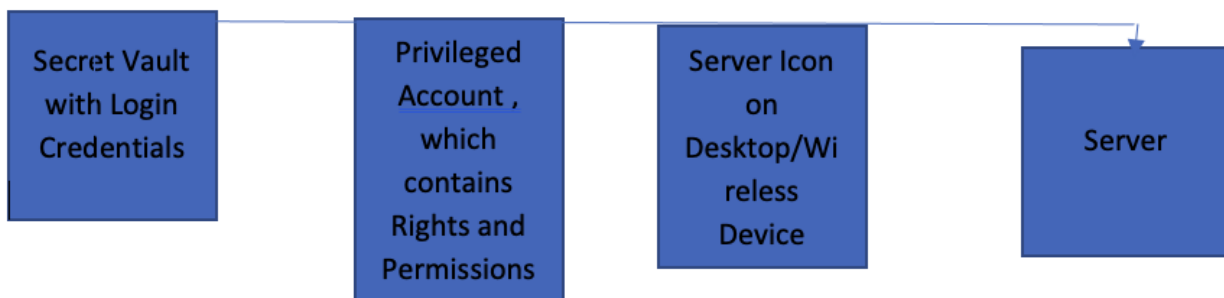 Secret Vault
with Login
Credentials
Privileged
Account ,
which
contains
Rights and
Permissions
Server Icon
on
Desktop/Wi
reless
Device
Server